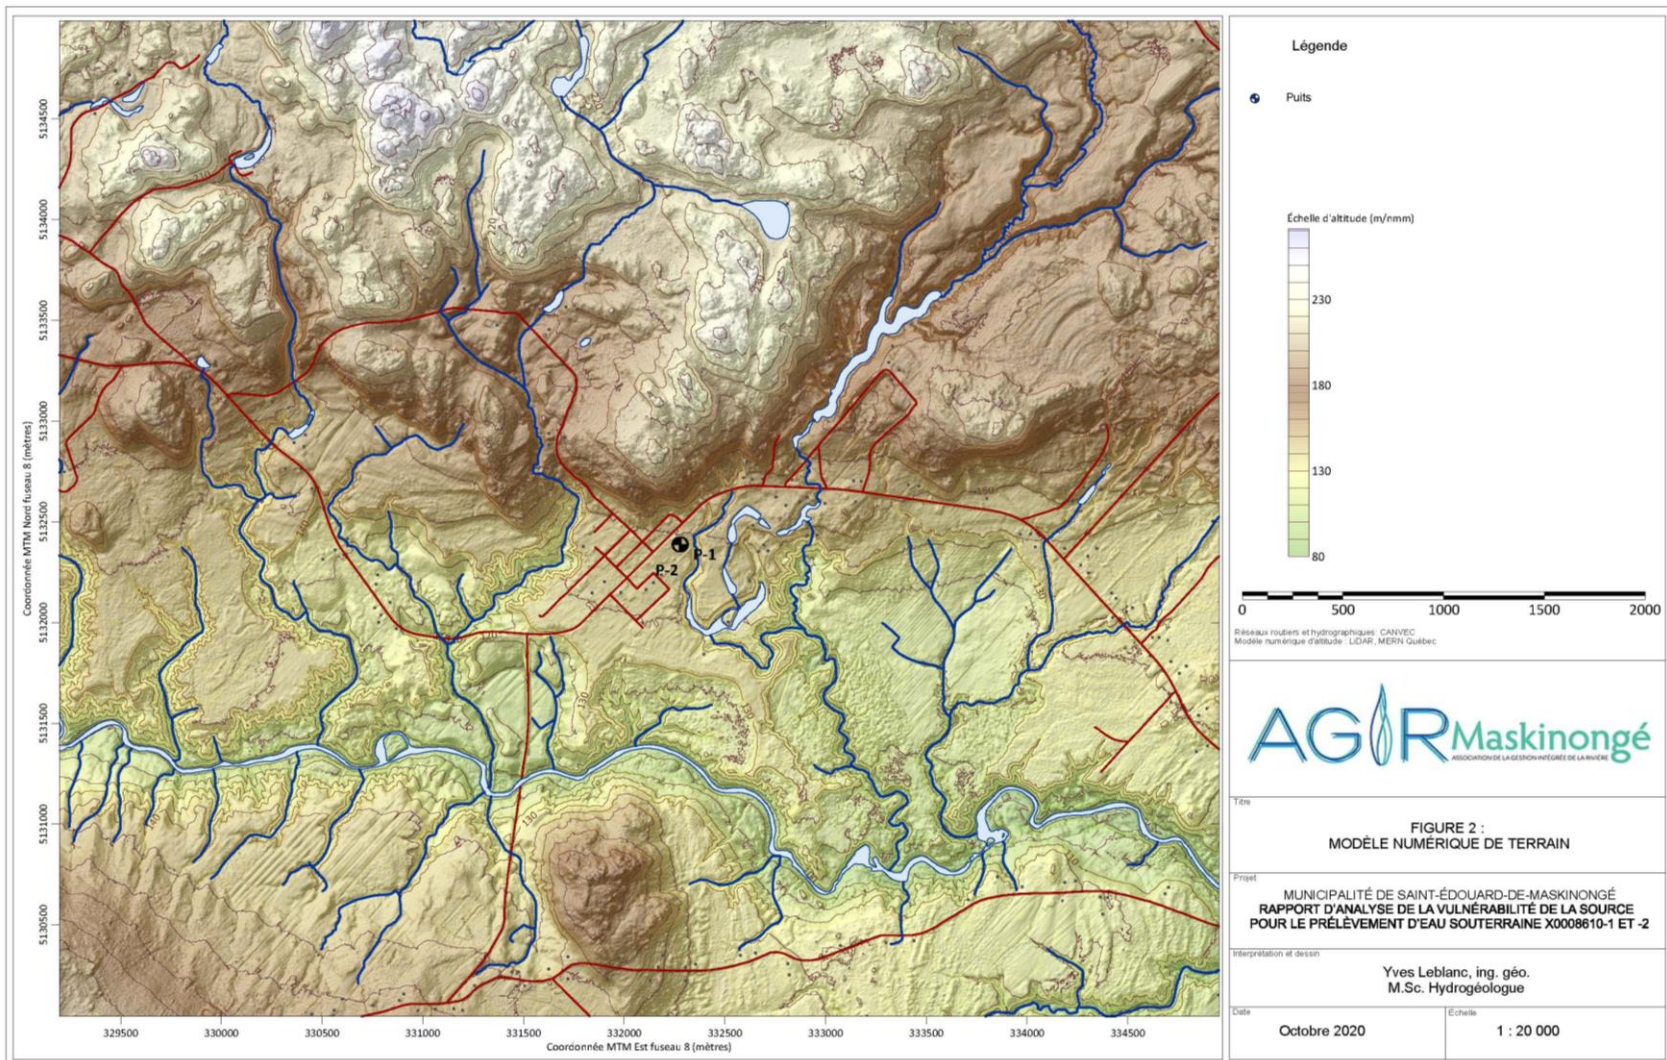 Légende
Puits
Échelle d'altitude (m/nmm)
230
180
130
80
0 500 1000 1500 2000
Réseaux routiers et hydrographiques: CANVEC
Modèle numérique d'altitude : LiDAR, MERN Québec
AGIR Maskinongé
ASSOCIATION DE LA GESTION INTÉGRÉE DE LA RIVIÈRE
Titre
FIGURE 2 :
MODÈLE NUMÉRIQUE DE TERRAIN
Projet
MUNICIPALITÉ DE SAINT-ÉDOUARD-DE-MASKINONGÉ
RAPPORT D'ANALYSE DE LA VULNÉRABILITÉ DE LA SOURCE
POUR LE PRÉLÈVEMENT D'EAU SOUTERRAINE X0008610-1 ET -2
Interprétation et dessin
Yves Leblanc, ing. géo.
M.Sc. Hydrogéologue
Date
Octobre 2020
Échelle
1 : 20 000
Coordonnée MTM Nord fuseau 8 (mètres)
5134500
5134000
5133500
5133000
5132500
5132000
5131500
5131000
5130500
P-1
P-2
220
150
130
130
130
140
329500 330000 330500 331000 331500 332000 332500 333000 333500 334000 334500
Coordonnée MTM Est fuseau 8 (mètres)